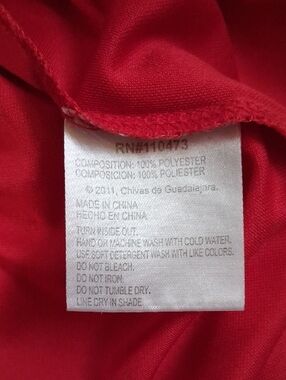 RN#110473
COMPOSITION: 100% POLYESTER
COMPOSICION: 100% POLIESTER
© 2011, Chivas de Guadalajara.
MADE IN CHINA
HECHO EN CHINA
TURN INSIDE OUT.
HAND OR MACHINE WASH WITH COLD WATER.
USE SOFT DETERGENT WASH WITH LIKE COLORS.
DO NOT BLEACH.
DO NOT IRON.
DO NOT TUMBLE DRY.
LINE DRY IN SHADE.